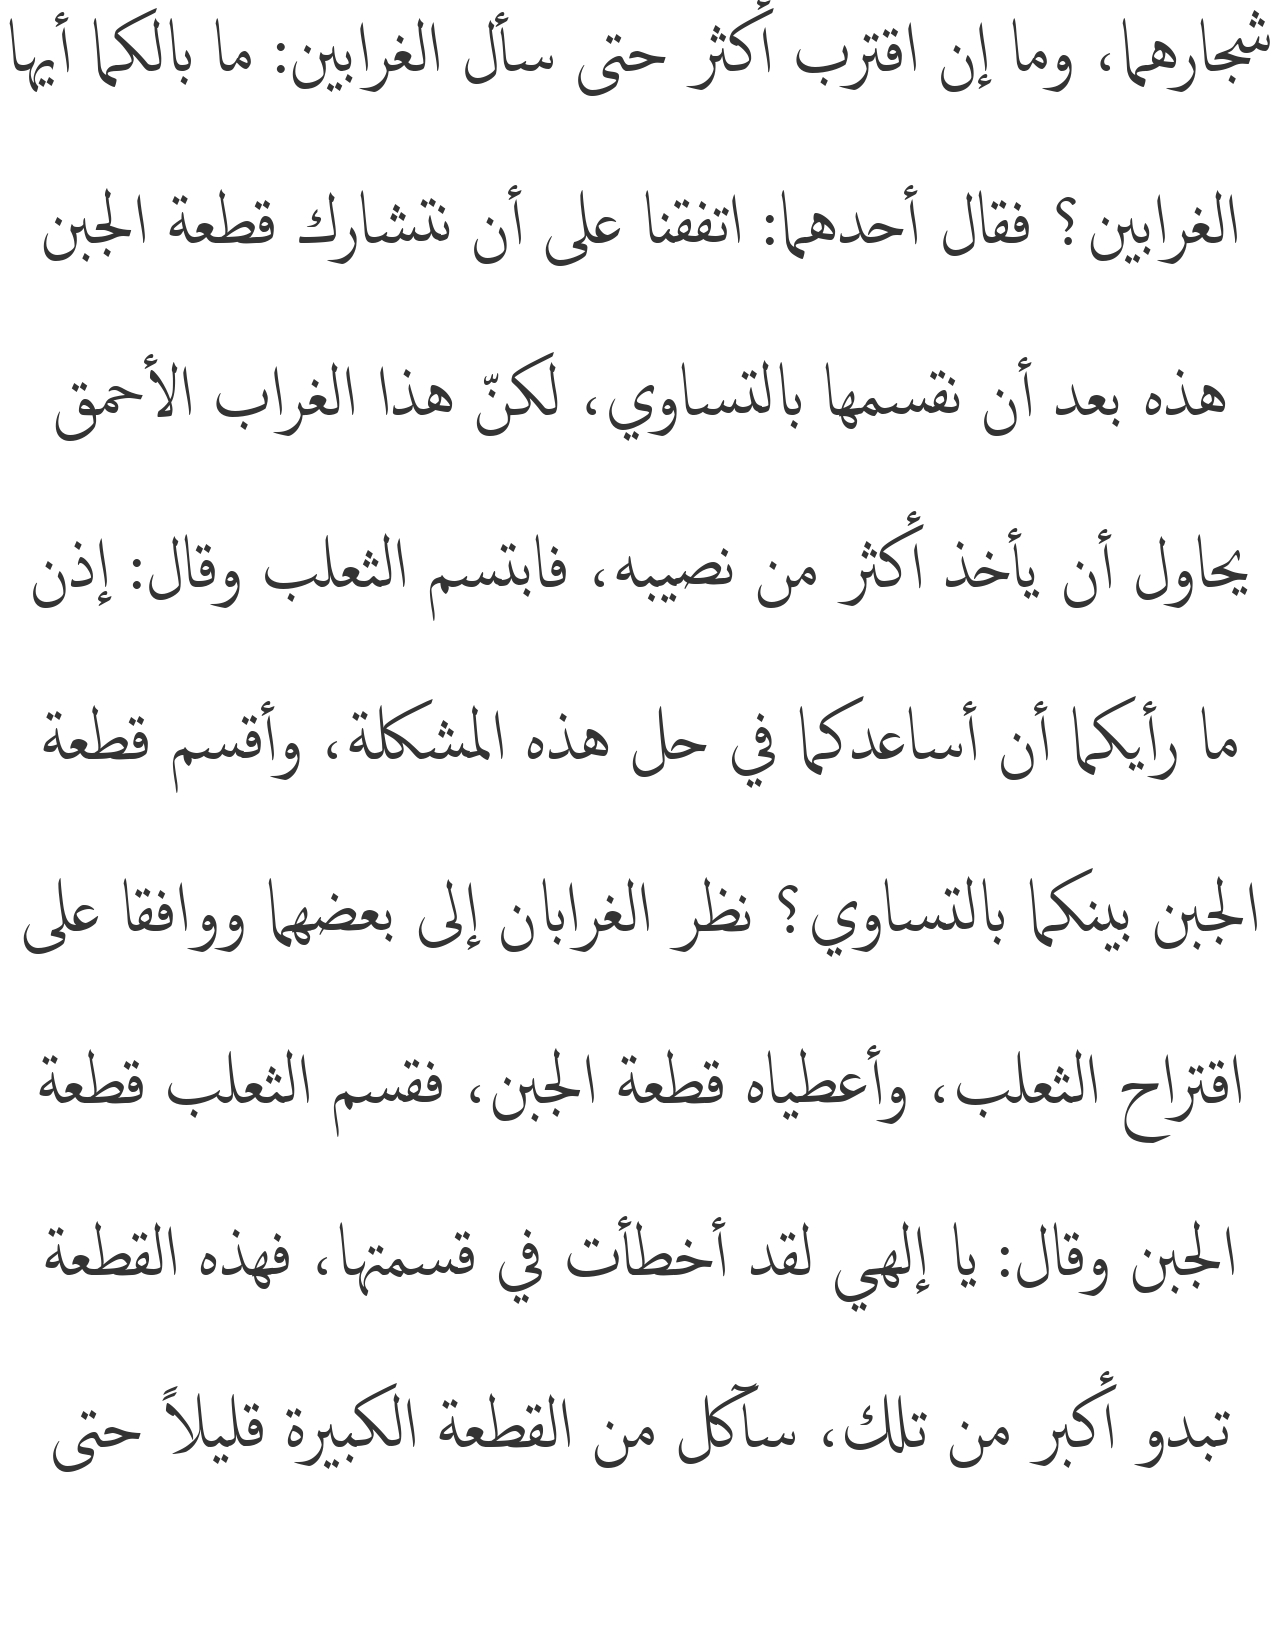 شجارهما، وما إن اقترب أكثر حتى سأل الغرابين: ما بالكما أيها
الغرابين؟ فقال أحدهما: اتفقنا على أن نتشارك قطعة الجبن
هذه بعد أن نقسمها بالتساوي، لكنّ هذا الغراب الأحمق
يحاول أن يأخذ أكثر من نصيبه، فابتسم الثعلب وقال: إذن
ما رأيكما أن أساعدكما في حل هذه المشكلة، وأقسم قطعة
الجبن بينكما بالتساوي؟ نظر الغرابان إلى بعضهما ووافقا على
اقتراح الثعلب، وأعطياه قطعة الجبن، فقسم الثعلب قطعة
الجبن وقال: يا إلهي لقد أخطأت في قسمتها، فهذه القطعة
تبدو أكبر من تلك، سآكل من القطعة الكبيرة قليلاً حتى